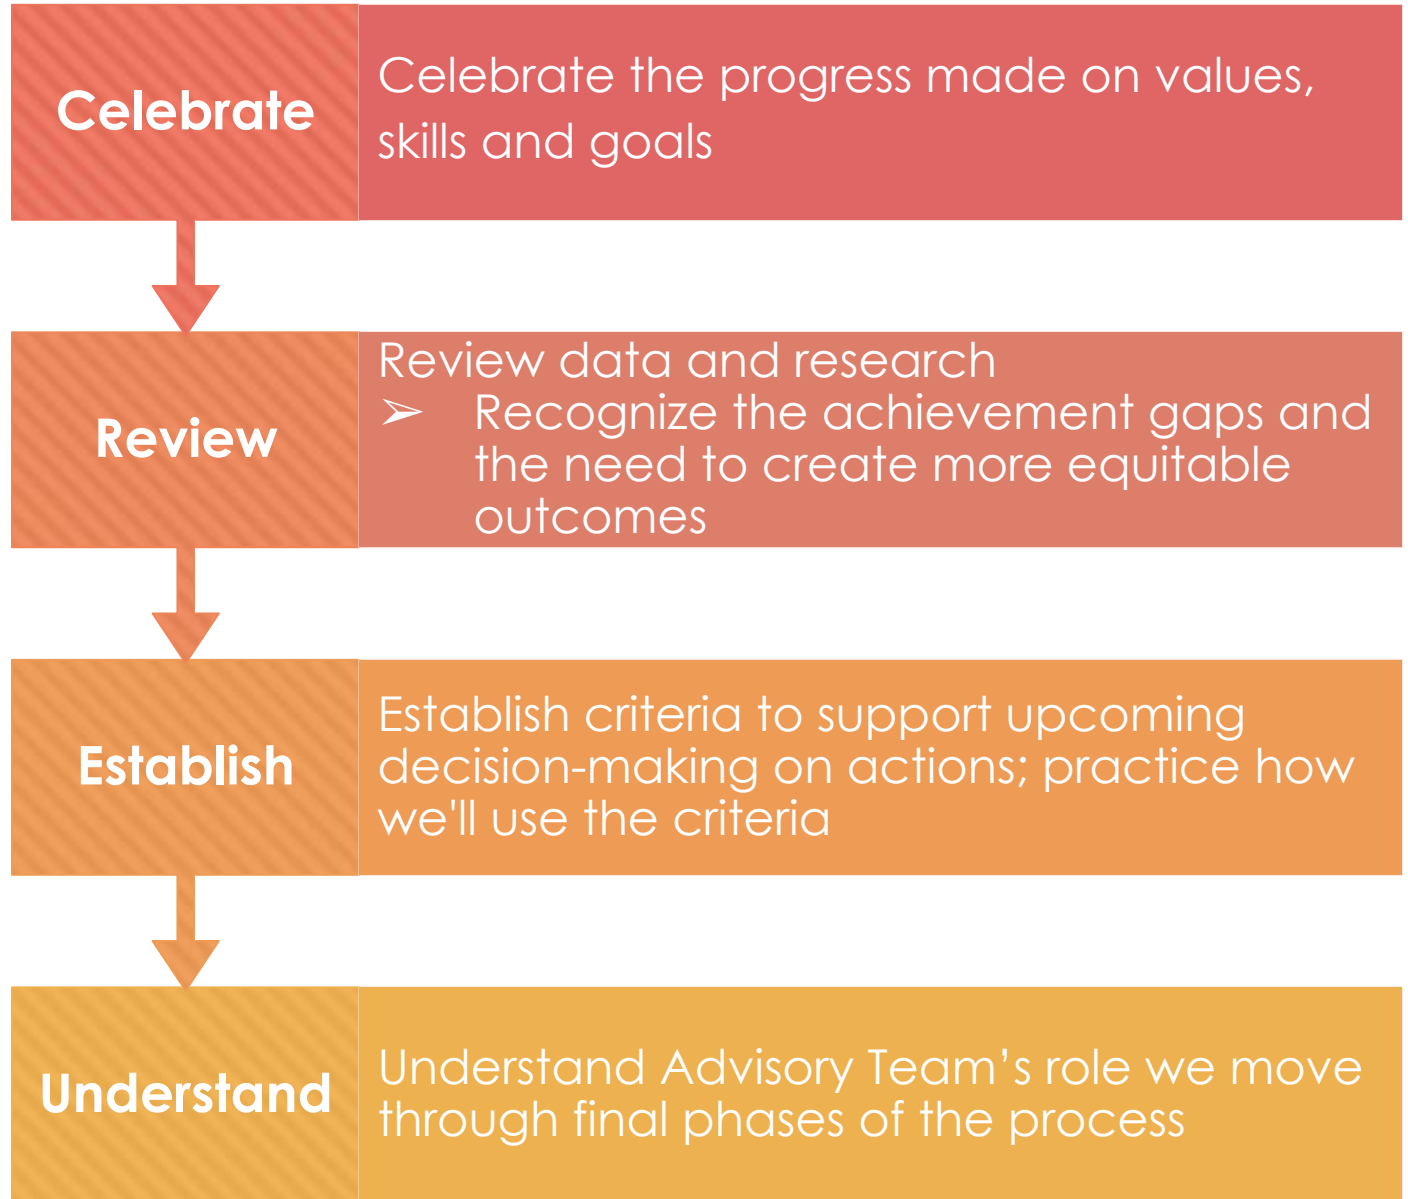 Celebrate
Celebrate the progress made on values,
skills and goals
Review
Review data and research
➢ Recognize the achievement gaps and
the need to create more equitable
outcomes
Establish
Establish criteria to support upcoming
decision-making on actions; practice how
we'll use the criteria
Understand
Understand Advisory Team’s role we move
through final phases of the process